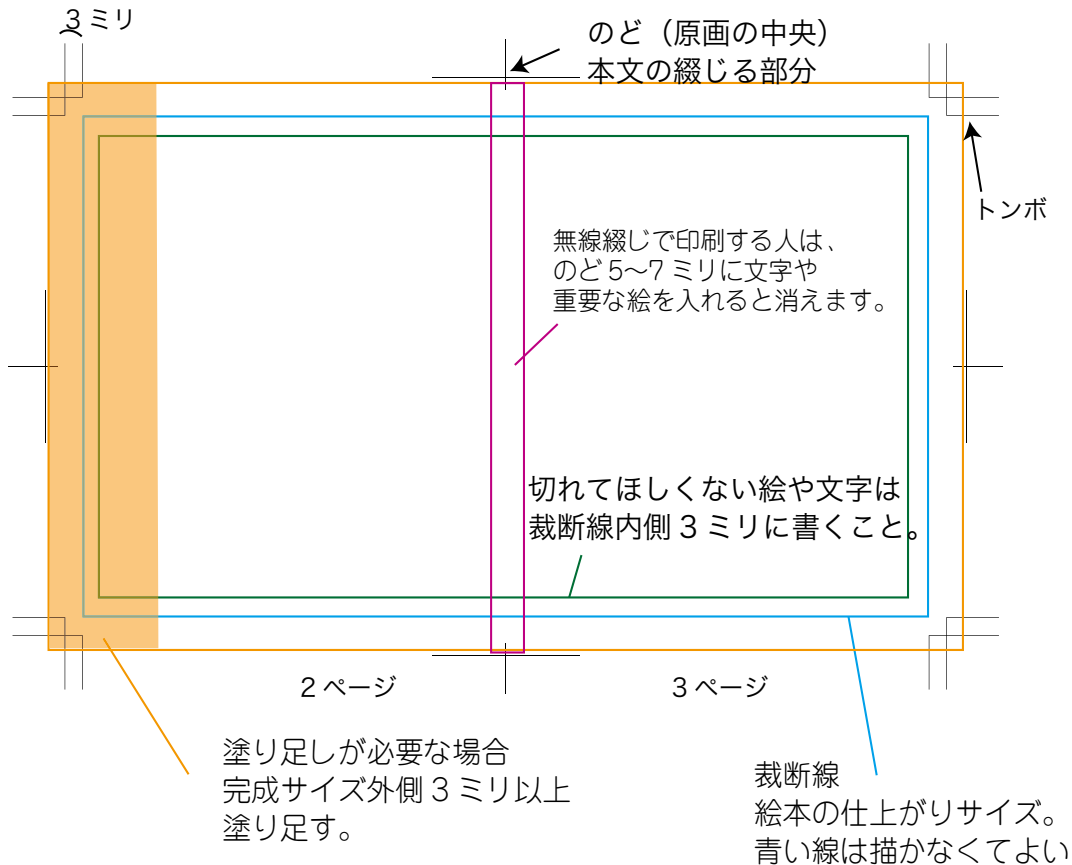 3ミリ
のど（原画の中央）
本文の綴じる部分
トンボ
無線綴じで印刷する人は、
のど5〜7ミリに文字や
重要な絵を入れると消えます。
切れてほしくない絵や文字は
裁断線内側3ミリに書くこと。
2ページ
3ページ
塗り足しが必要な場合
完成サイズ外側3ミリ以上
塗り足す。
裁断線
絵本の仕上がりサイズ。
青い線は描かなくてよい